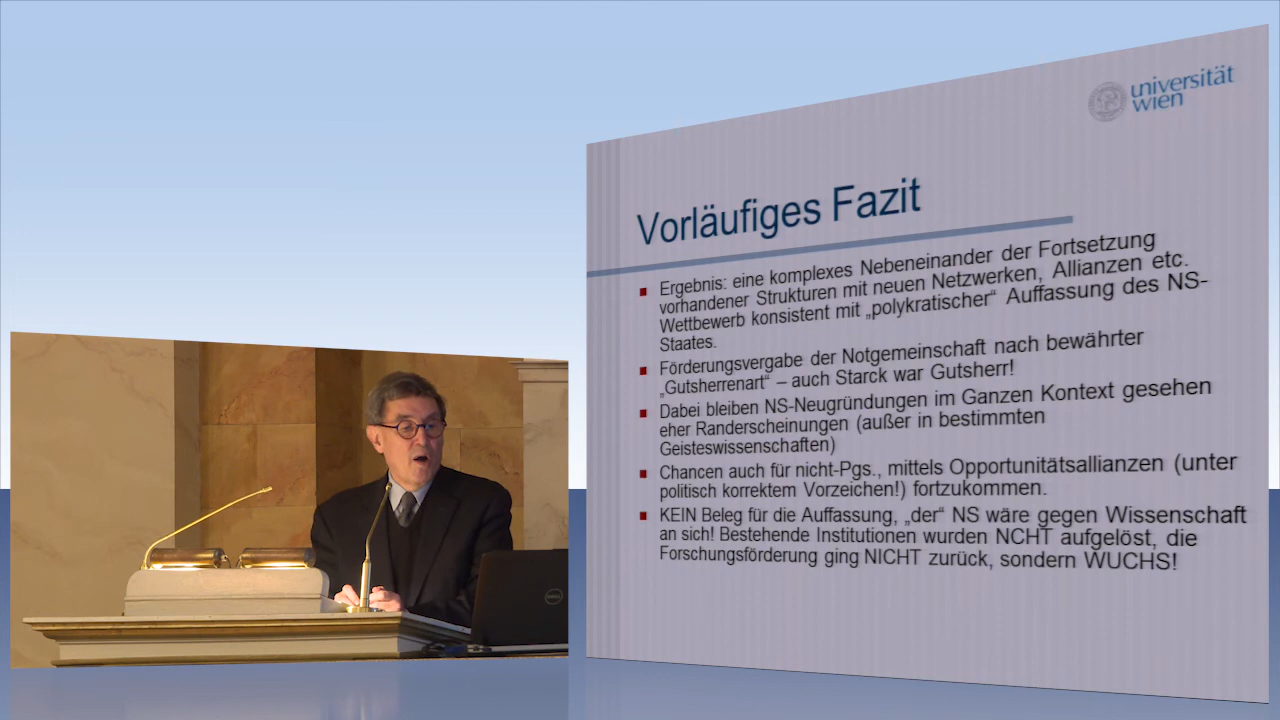 universität
wien
Vorläufiges Fazit
Ergebnis: eine komplexes Nebeneinander der Fortsetzung
vorhandener Strukturen mit neuen Netzwerken, Allianzen etc.
Wettbewerb konsistent mit „polykratischer“ Auffassung des NS-
Staates.
Förderungsvergabe der Notgemeinschaft nach bewährter
„Gutsherrenart“ – auch Starck war Gutsherr!
Dabei bleiben NS-Neugründungen im Ganzen Kontext gesehen
eher Randerscheinungen (außer in bestimmten
Geisteswissenschaften)
Chancen auch für nicht-Pgs., mittels Opportunitätsallianzen (unter
politisch korrektem Vorzeichen!) fortzukommen.
KEIN Beleg für die Auffassung, „der“ NS wäre gegen Wissenschaft
an sich! Bestehende Institutionen wurden NCHT aufgelöst, die
Forschungsförderung ging NICHT zurück, sondern WUCHS!
DELL